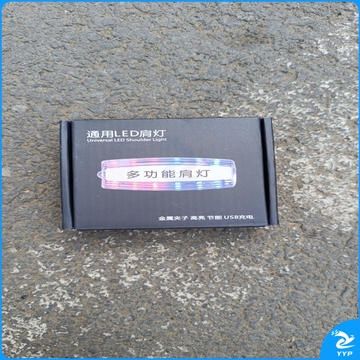 通用LED肩灯
Universal LED Shoulder Light
多功能肩灯
金属夹子 高亮 节能 USB充电
YYP